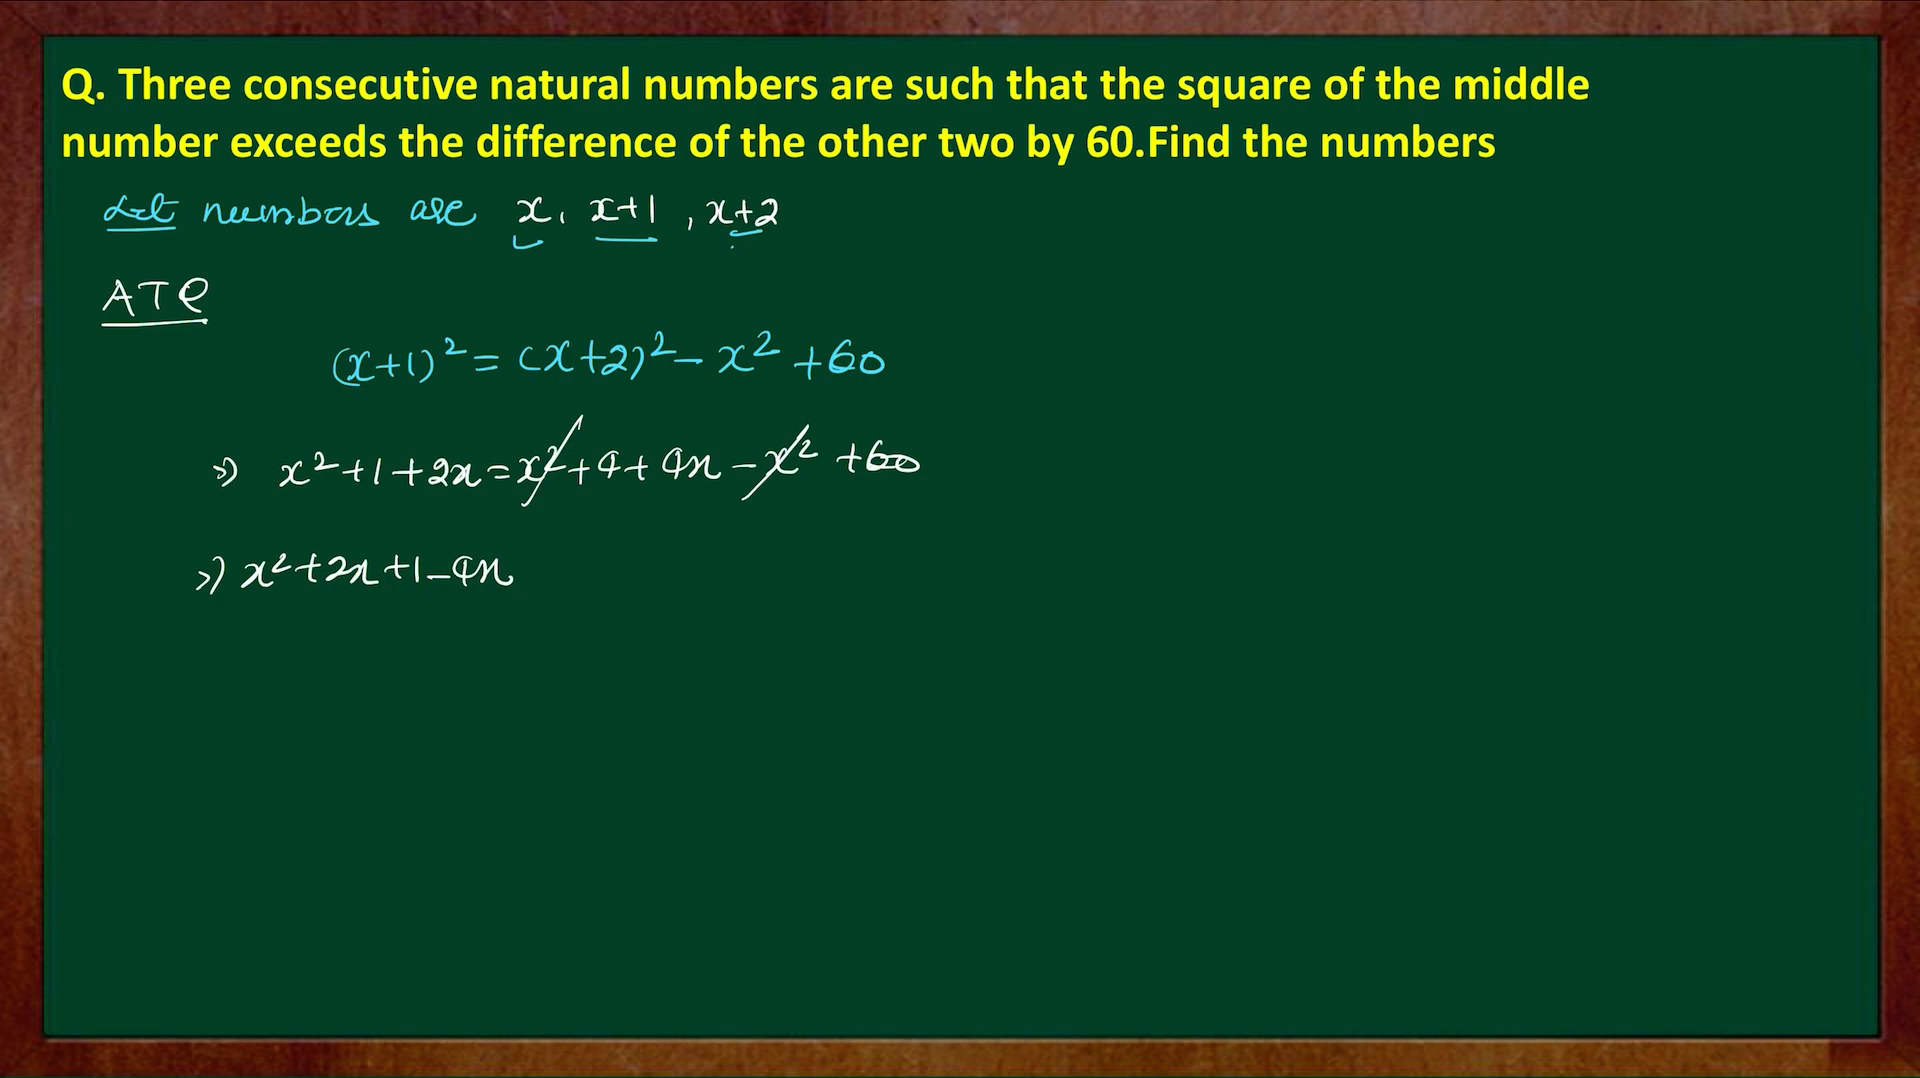 Q. Three consecutive natural numbers are such that the square of the middle
number exceeds the difference of the other two by 60.Find the numbers
Let numbers are x, x+1, x+2
ATQ
(x+1)² = (x+2)² - x² + 60
⇒ x² + 1 + 2x = x² + 4 + 4x - x² + 60
⇒ x² + 2x + 1 - 4x